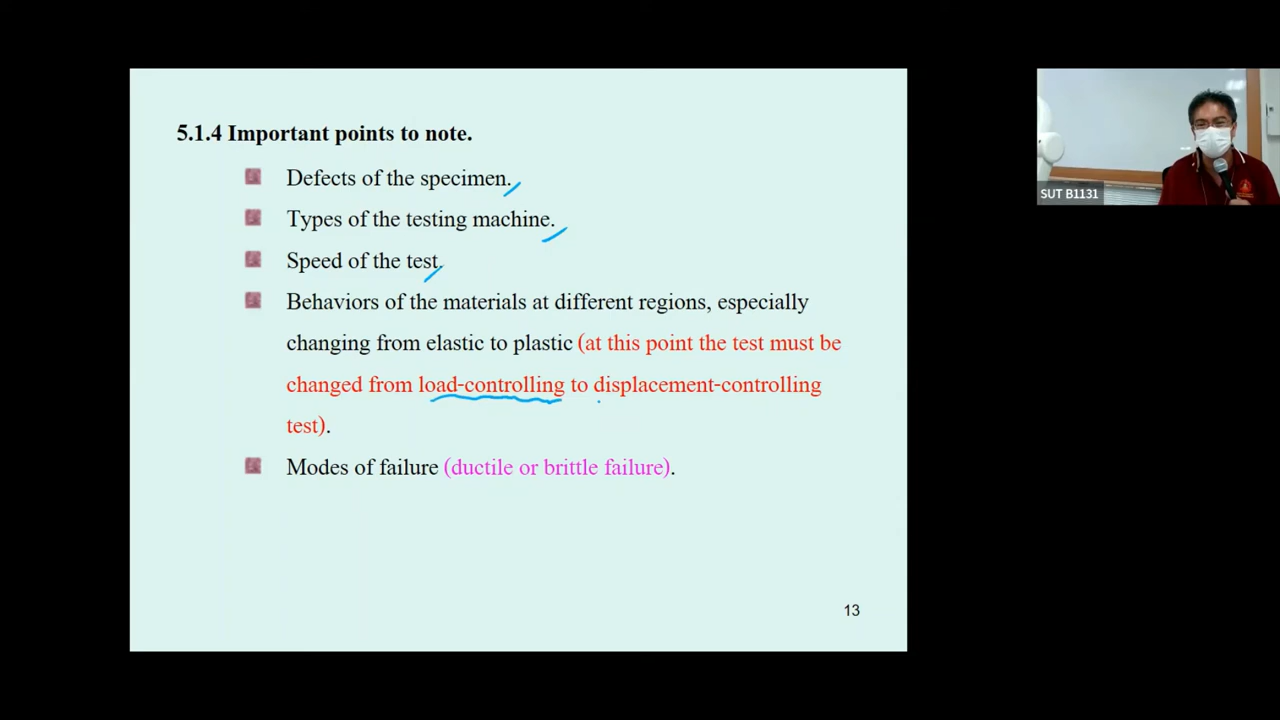 5.1.4 Important points to note.
Defects of the specimen.
Types of the testing machine.
Speed of the test.
Behaviors of the materials at different regions, especially
changing from elastic to plastic (at this point the test must be
changed from load-controlling to displacement-controlling
test).
Modes of failure (ductile or brittle failure).
13
SUT B1131